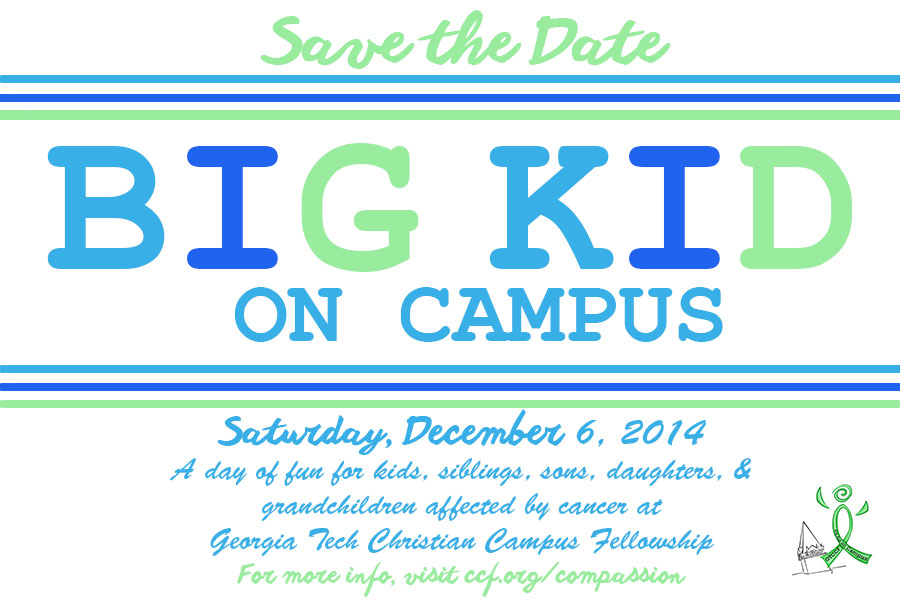 Save the Date
BIG KID
ON CAMPUS
Saturday, December 6, 2014
A day of fun for kids, siblings, sons, daughters, &
grandchildren affected by cancer at
Georgia Tech Christian Campus Fellowship
For more info, visit ccf.org/compassion